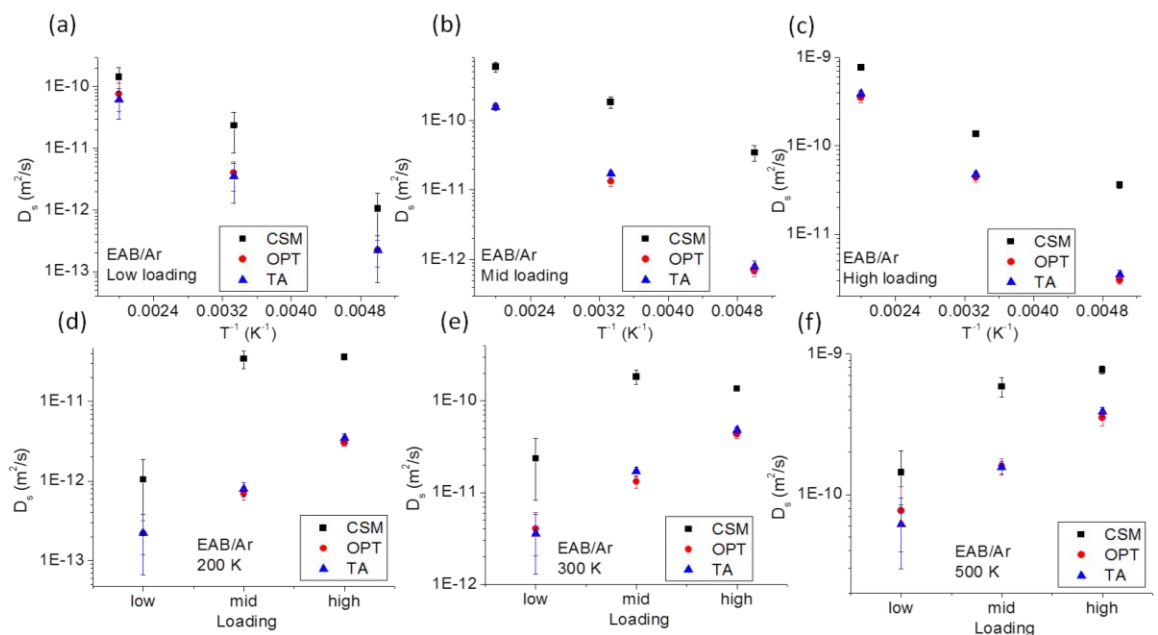 (a)
1E-10
1E-11
1E-12
1E-13
D_s (m²/s)
EAB/Ar
Low loading
CSM
OPT
TA
0.0024 0.0032 0.0040 0.0048
T⁻¹ (K⁻¹)
(b)
1E-10
1E-11
1E-12
D_s (m²/s)
EAB/Ar
Mid loading
CSM
OPT
TA
0.0024 0.0032 0.0040 0.0048
T⁻¹ (K⁻¹)
(c)
1E-9
1E-10
1E-11
D_s (m²/s)
EAB/Ar
High loading
CSM
OPT
TA
0.0024 0.0032 0.0040 0.0048
T⁻¹ (K⁻¹)
(d)
1E-11
1E-12
1E-13
D_s (m²/s)
EAB/Ar
200 K
CSM
OPT
TA
low mid high
Loading
(e)
1E-10
1E-11
1E-12
D_s (m²/s)
EAB/Ar
300 K
CSM
OPT
TA
low mid high
Loading
(f)
1E-9
1E-10
D_s (m²/s)
EAB/Ar
500 K
CSM
OPT
TA
low mid high
Loading